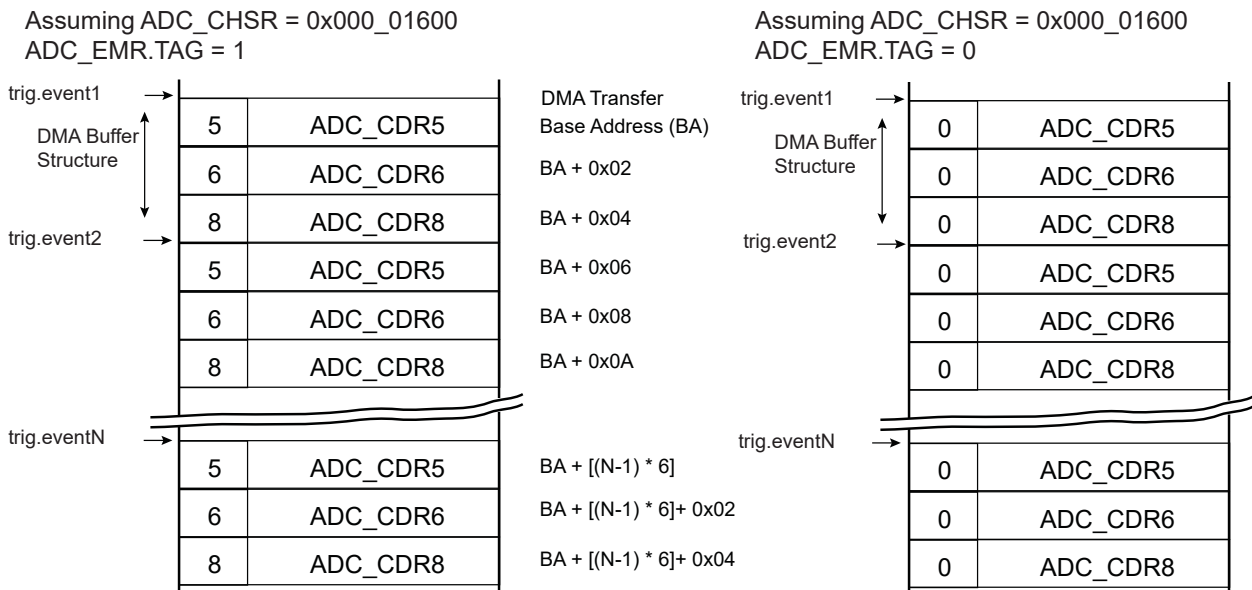 Assuming ADC_CHSR = 0x000_01600
ADC_EMR.TAG = 1
trig.event1
DMA Buffer
Structure
5 ADC_CDR5
6 ADC_CDR6
8 ADC_CDR8
trig.event2
5 ADC_CDR5
6 ADC_CDR6
8 ADC_CDR8
trig.eventN
5 ADC_CDR5
6 ADC_CDR6
8 ADC_CDR8
DMA Transfer
Base Address (BA)
BA + 0x02
BA + 0x04
BA + 0x06
BA + 0x08
BA + 0x0A
BA + [(N-1) * 6]
BA + [(N-1) * 6]+ 0x02
BA + [(N-1) * 6]+ 0x04
Assuming ADC_CHSR = 0x000_01600
ADC_EMR.TAG = 0
trig.event1
DMA Buffer
Structure
0 ADC_CDR5
0 ADC_CDR6
0 ADC_CDR8
trig.event2
0 ADC_CDR5
0 ADC_CDR6
0 ADC_CDR8
trig.eventN
0 ADC_CDR5
0 ADC_CDR6
0 ADC_CDR8